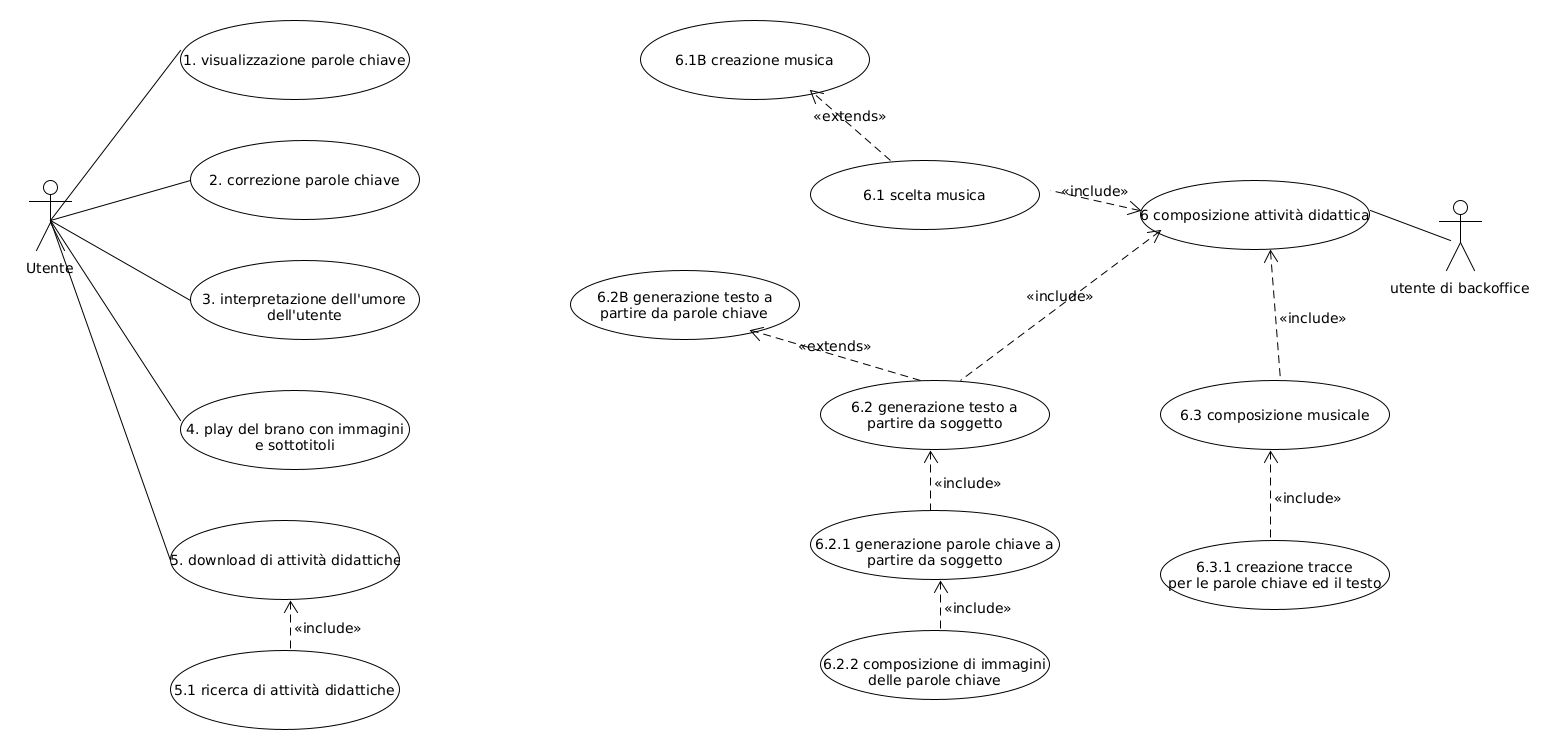 1. visualizzazione parole chiave
2. correzione parole chiave
Utente
3. interpretazione dell'umore
dell'utente
4. play del brano con immagini
e sottotitoli
5. download di attività didattiche
«include»
5.1 ricerca di attività didattiche
6.1B creazione musica
«extends»
6.1 scelta musica
«include»
6 composizione attività didattica
utente di backoffice
6.2B generazione testo a
partire da parole chiave
«include»
«extends»
«include»
6.2 generazione testo a
partire da soggetto
6.3 composizione musicale
«include»
«include»
6.2.1 generazione parole chiave a
partire da soggetto
6.3.1 creazione tracce
per le parole chiave ed il testo
«include»
6.2.2 composizione di immagini
delle parole chiave